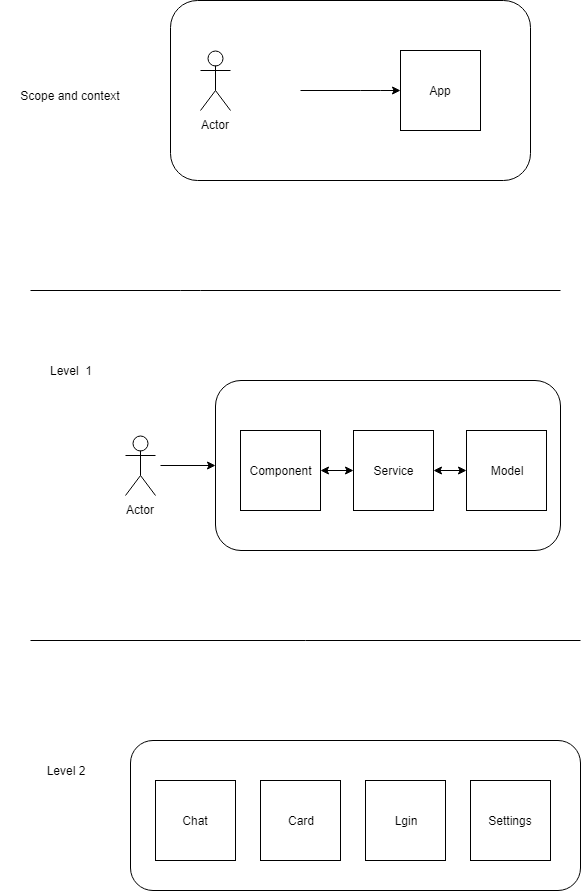 Scope and context
Actor
App
Level  1
Actor
Component
Service
Model
Level 2
Chat
Card
Lgin
Settings